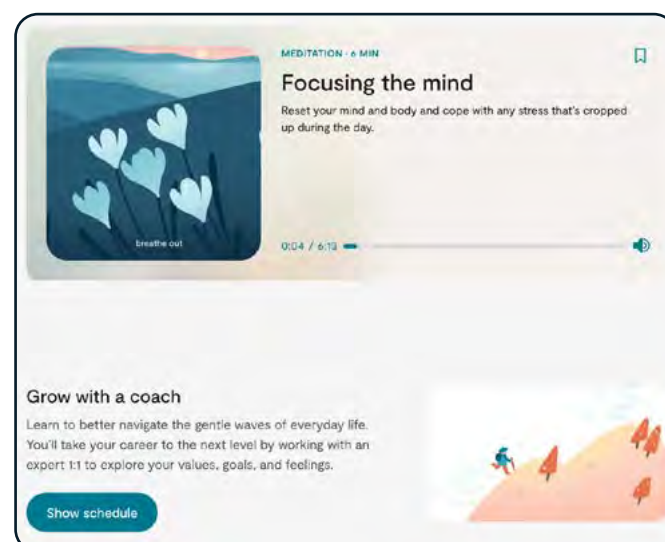 MEDITATION · 6 MIN
Focusing the mind
Reset your mind and body and cope with any stress that's cropped
up during the day.
breathe out
0:04 / 6:13
Grow with a coach
Learn to better navigate the gentle waves of everyday life.
You'll take your career to the next level by working with an
expert 1:1 to explore your values, goals, and feelings.
Show schedule